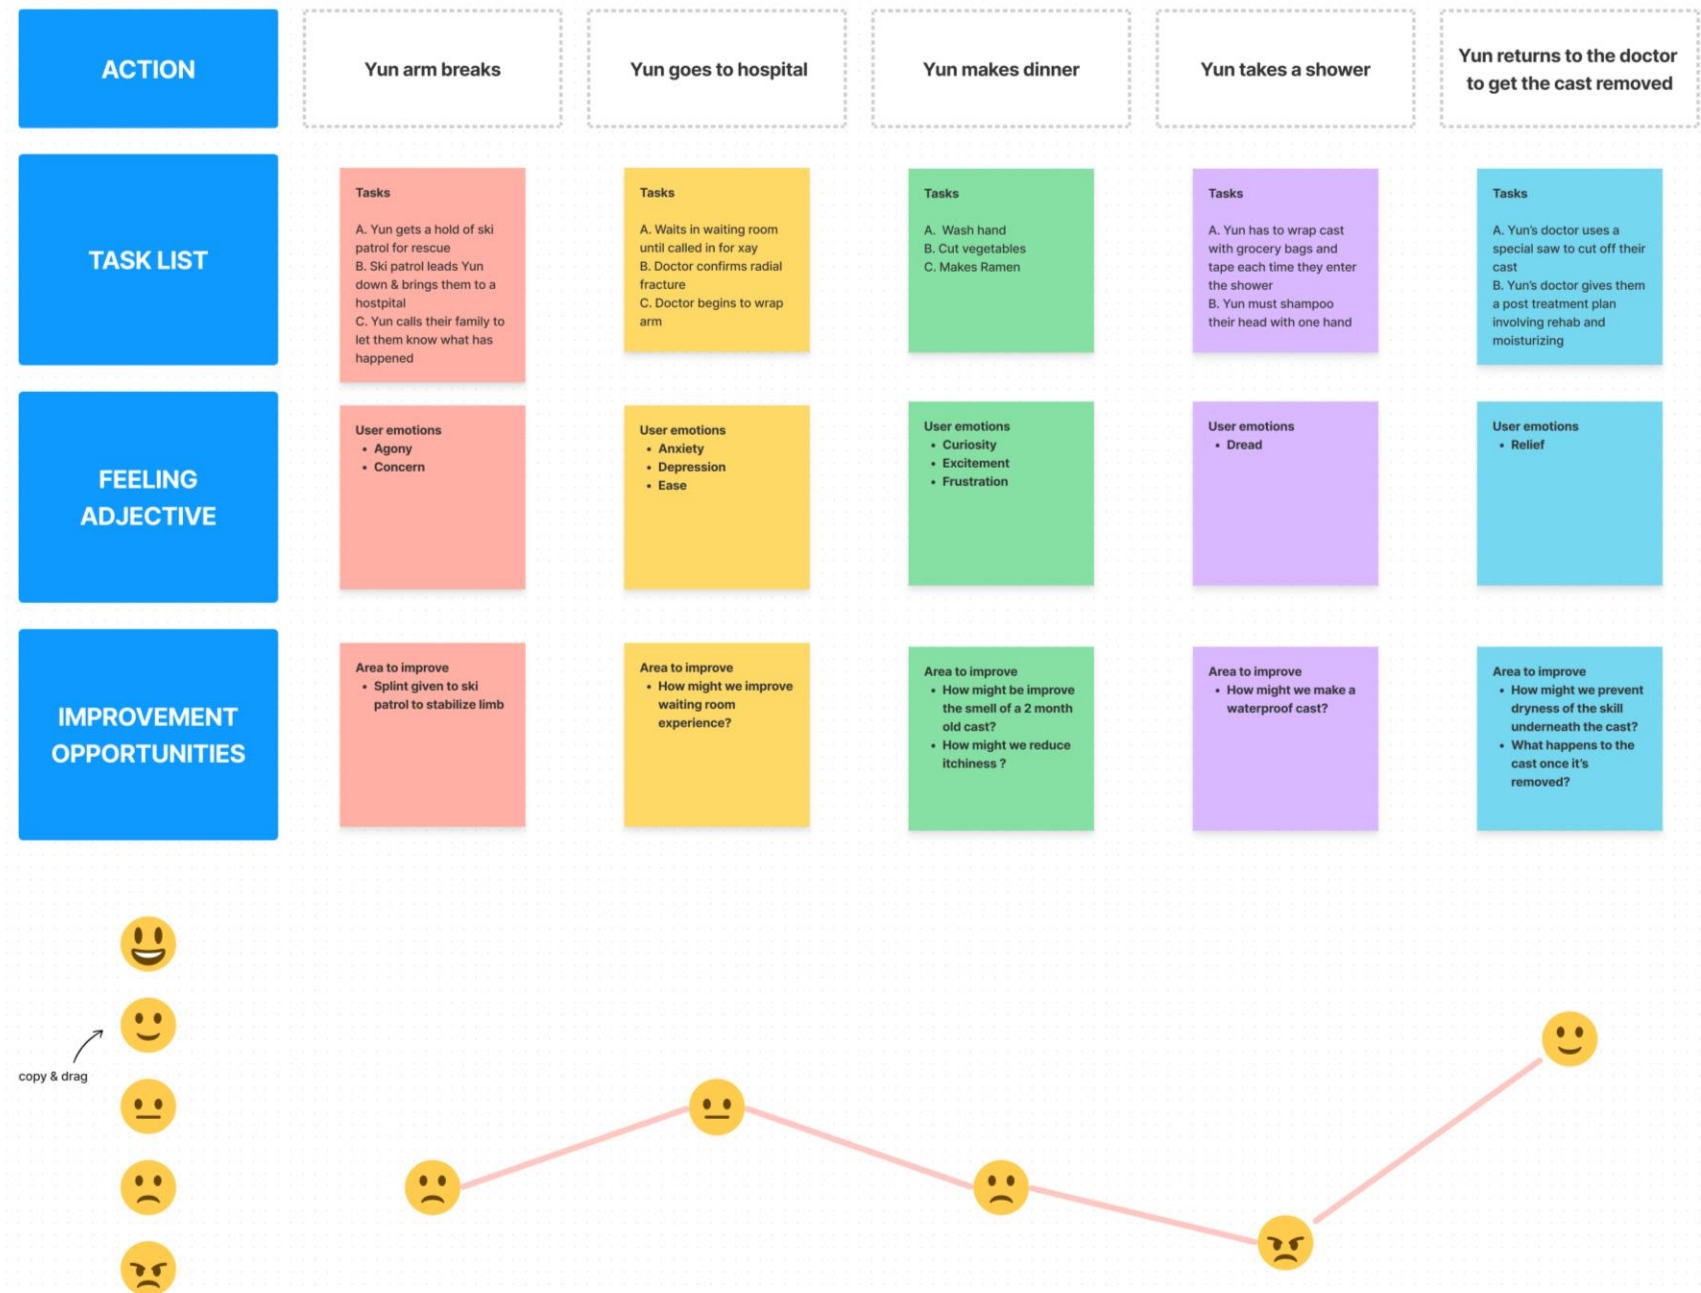 ACTION
Yun arm breaks
Yun goes to hospital
Yun makes dinner
Yun takes a shower
Yun returns to the doctor
to get the cast removed
TASK LIST
Tasks
A. Yun gets a hold of ski
patrol for rescue
B. Ski patrol leads Yun
down & brings them to a
hostpital
C. Yun calls their family to
let them know what has
happened
Tasks
A. Waits in waiting room
until called in for xay
B. Doctor confirms radial
fracture
C. Doctor begins to wrap
arm
Tasks
A. Wash hand
B. Cut vegetables
C. Makes Ramen
Tasks
A. Yun has to wrap cast
with grocery bags and
tape each time they enter
the shower
B. Yun must shampoo
their head with one hand
Tasks
A. Yun's doctor uses a
special saw to cut off their
cast
B. Yun's doctor gives them
a post treatment plan
involving rehab and
moisturizing
FEELING
ADJECTIVE
User emotions
• Agony
• Concern
User emotions
• Anxiety
• Depression
• Ease
User emotions
• Curiosity
• Excitement
• Frustration
User emotions
• Dread
User emotions
• Relief
IMPROVEMENT
OPPORTUNITIES
Area to improve
• Splint given to ski
patrol to stabilize limb
Area to improve
• How might we improve
waiting room
experience?
Area to improve
• How might be improve
the smell of a 2 month
old cast?
• How might we reduce
itchiness ?
Area to improve
• How might we make a
waterproof cast?
Area to improve
• How might we prevent
dryness of the skill
underneath the cast?
• What happens to the
cast once it's
removed?
copy & drag